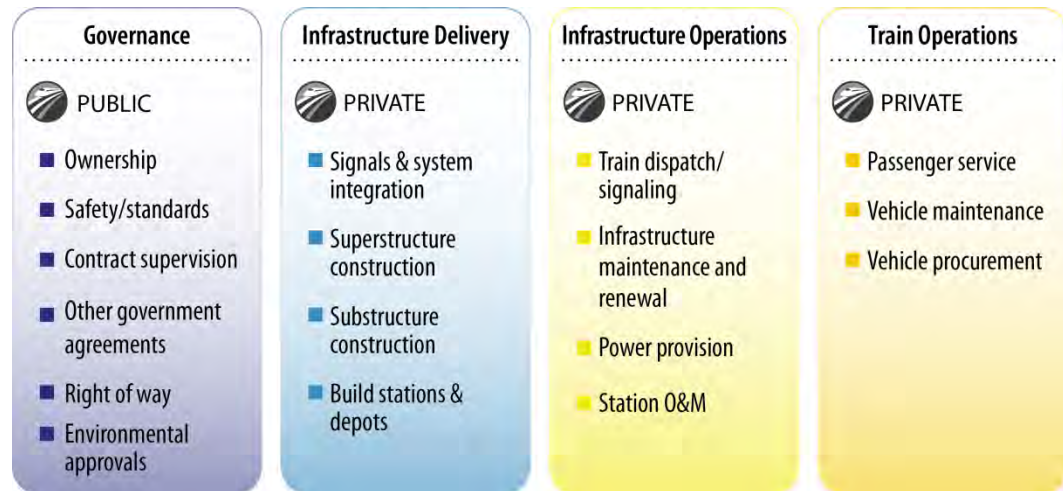 Governance
PUBLIC
Ownership
Safety/standards
Contract supervision
Other government
agreements
Right of way
Environmental
approvals
Infrastructure Delivery
PRIVATE
Signals & system
integration
Superstructure
construction
Substructure
construction
Build stations &
depots
Infrastructure Operations
PRIVATE
Train dispatch/
signaling
Infrastructure
maintenance and
renewal
Power provision
Station O&M
Train Operations
PRIVATE
Passenger service
Vehicle maintenance
Vehicle procurement